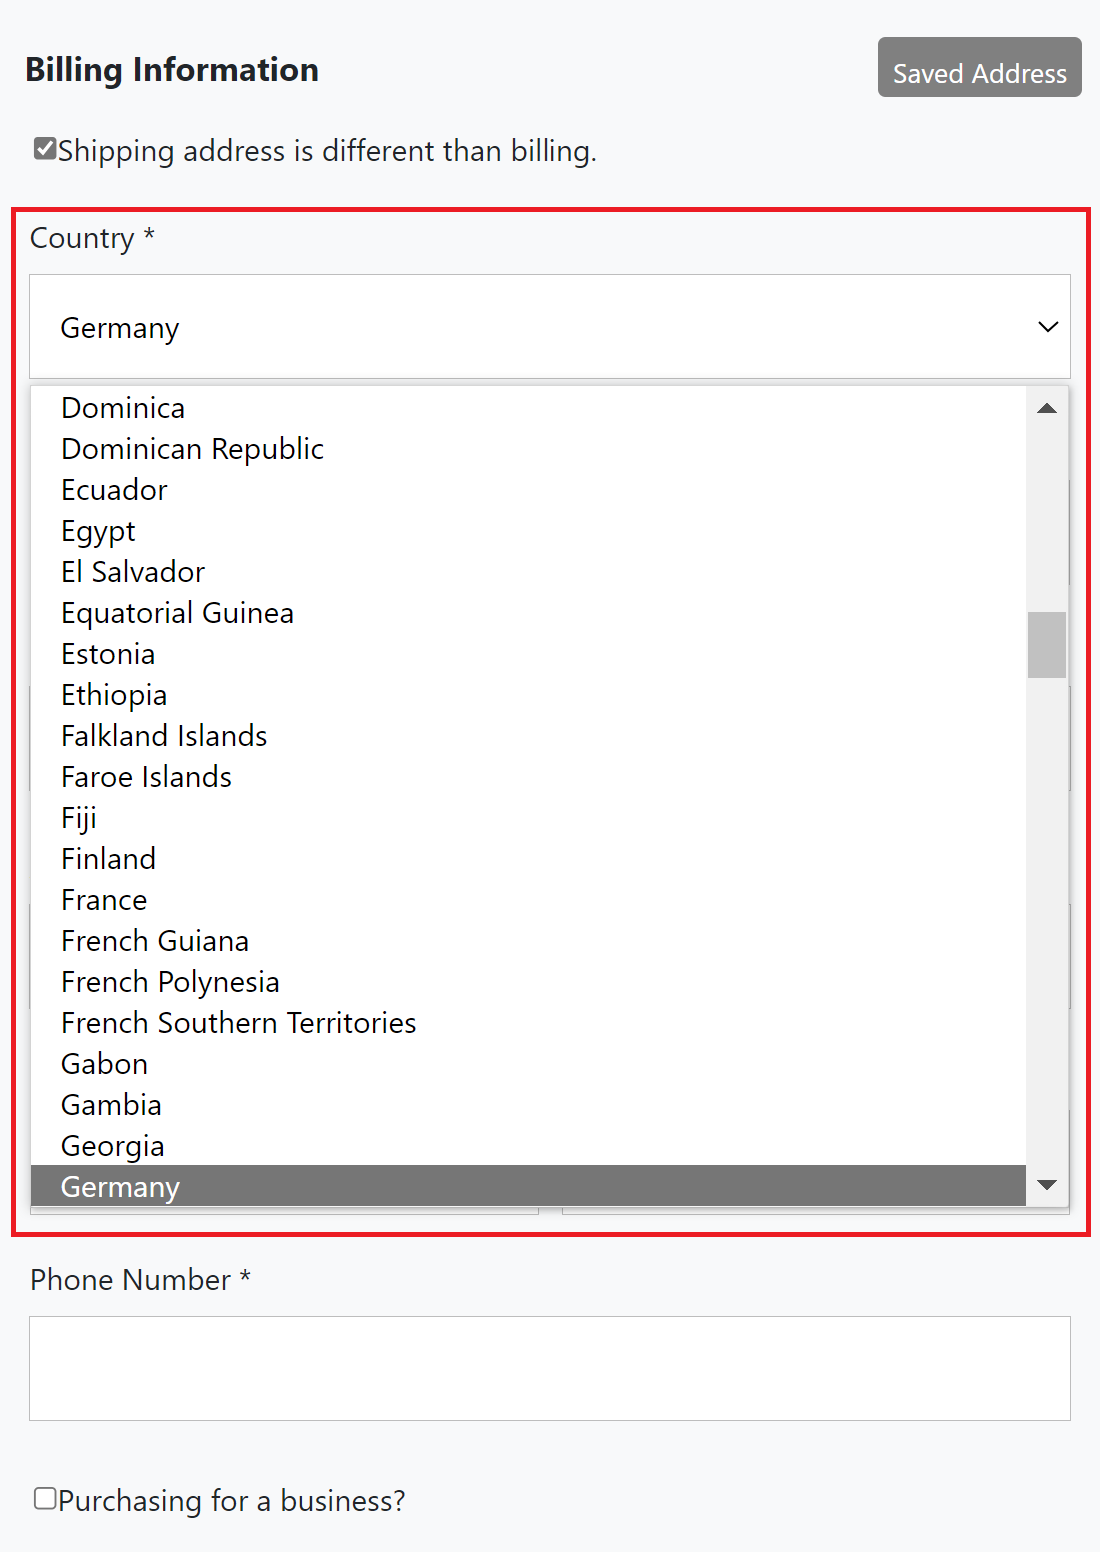 Billing Information
Saved Address
Shipping address is different than billing.
Country *
Germany
Dominica
Dominican Republic
Ecuador
Egypt
El Salvador
Equatorial Guinea
Estonia
Ethiopia
Falkland Islands
Faroe Islands
Fiji
Finland
France
French Guiana
French Polynesia
French Southern Territories
Gabon
Gambia
Georgia
Germany
Phone Number *
Purchasing for a business?